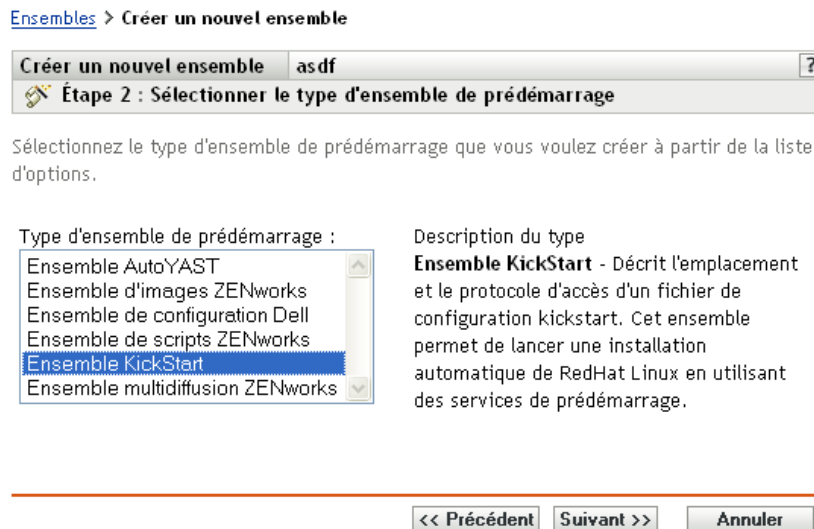 Ensembles > Créer un nouvel ensemble
Créer un nouvel ensemble asdf ?
Étape 2 : Sélectionner le type d'ensemble de prédémarrage
Sélectionnez le type d'ensemble de prédémarrage que vous voulez créer à partir de la liste
d'options.
Type d'ensemble de prédémarrage :
Ensemble AutoYAST
Ensemble d'images ZENworks
Ensemble de configuration Dell
Ensemble de scripts ZENworks
Ensemble KickStart
Ensemble multidiffusion ZENworks
Description du type
Ensemble KickStart - Décrit l'emplacement
et le protocole d'accès d'un fichier de
configuration kickstart. Cet ensemble
permet de lancer une installation
automatique de RedHat Linux en utilisant
des services de prédémarrage.
<< Précédent Suivant >> Annuler